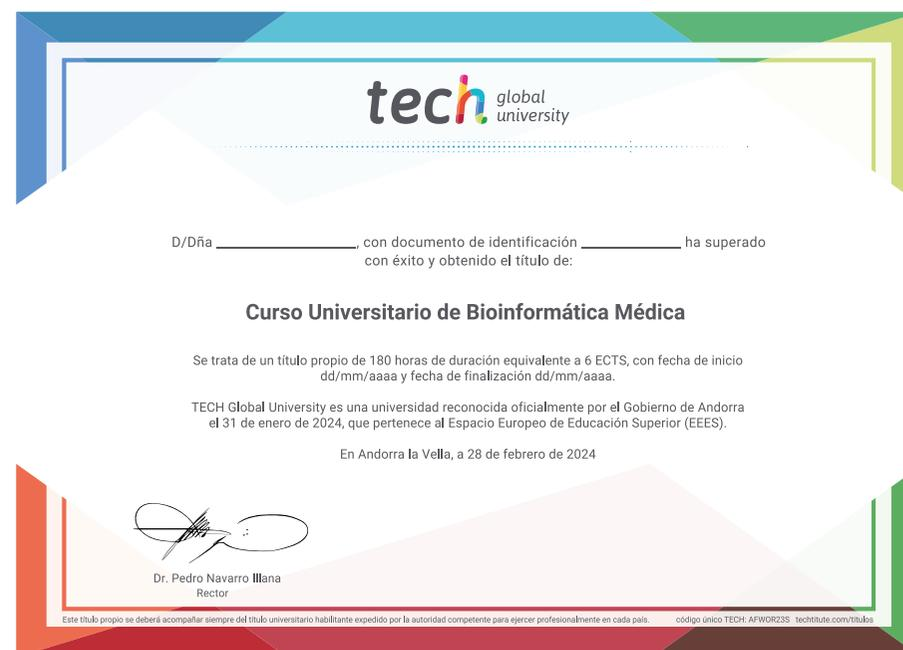 tech global
university
D/Dña ____________________, con documento de identificación ______________ ha superado
con éxito y obtenido el título de:
Curso Universitario de Bioinformática Médica
Se trata de un título propio de 180 horas de duración equivalente a 6 ECTS, con fecha de inicio
dd/mm/aaaa y fecha de finalización dd/mm/aaaa.
TECH Global University es una universidad reconocida oficialmente por el Gobierno de Andorra
el 31 de enero de 2024, que pertenece al Espacio Europeo de Educación Superior (EEES).
En Andorra la Vella, a 28 de febrero de 2024
Dr. Pedro Navarro Illana
Rector
Este título propio se deberá acompañar siempre del título universitario habilitante expedido por la autoridad competente para ejercer profesionalmente en cada país. código único TECH: AFWOR23S techtitute.com/titulos